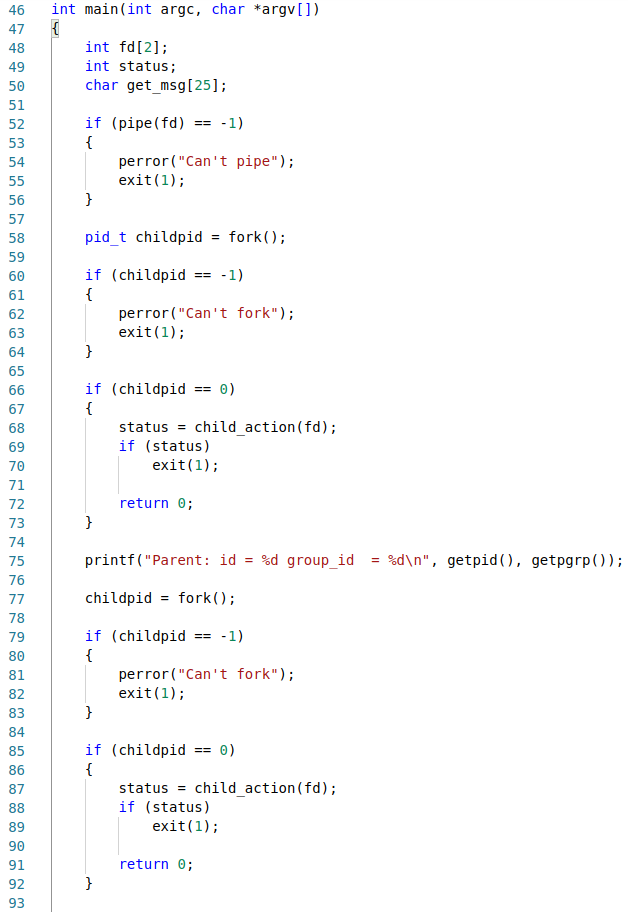 46 int main(int argc, char *argv[])
47 {
48     int fd[2];
49     int status;
50     char get_msg[25];
51
52     if (pipe(fd) == -1)
53     {
54         perror("Can't pipe");
55         exit(1);
56     }
57
58     pid_t childpid = fork();
59
60     if (childpid == -1)
61     {
62         perror("Can't fork");
63         exit(1);
64     }
65
66     if (childpid == 0)
67     {
68         status = child_action(fd);
69         if (status)
70             exit(1);
71
72         return 0;
73     }
74
75     printf("Parent: id = %d group_id  = %d\n", getpid(), getpgrp());
76
77     childpid = fork();
78
79     if (childpid == -1)
80     {
81         perror("Can't fork");
82         exit(1);
83     }
84
85     if (childpid == 0)
86     {
87         status = child_action(fd);
88         if (status)
89             exit(1);
90
91         return 0;
92     }
93